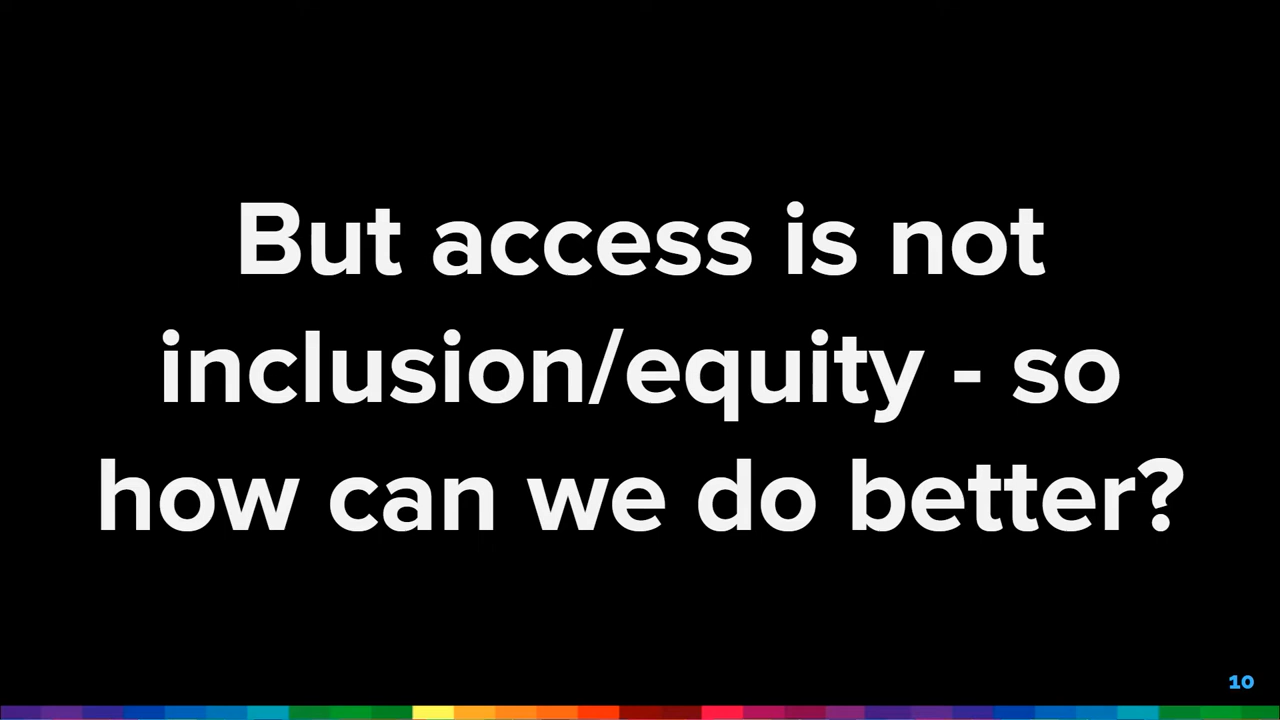 But access is not
inclusion/equity - so
how can we do better?
10